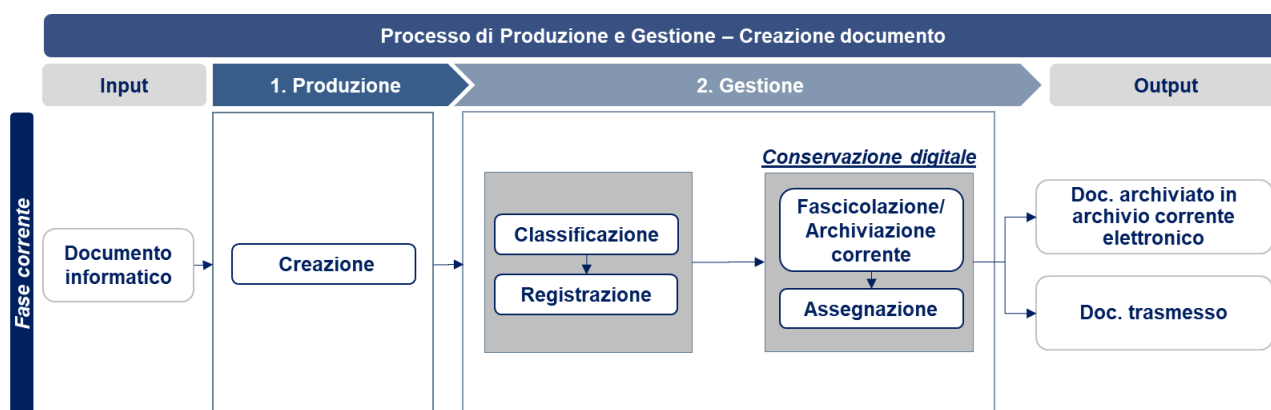 Processo di Produzione e Gestione – Creazione documento
Input
1. Produzione
2. Gestione
Output
Fase corrente
Documento
informatico
Creazione
Classificazione
Registrazione
Conservazione digitale
Fascicolazione/
Archiviazione
corrente
Assegnazione
Doc. archiviato in
archivio corrente
elettronico
Doc. trasmesso